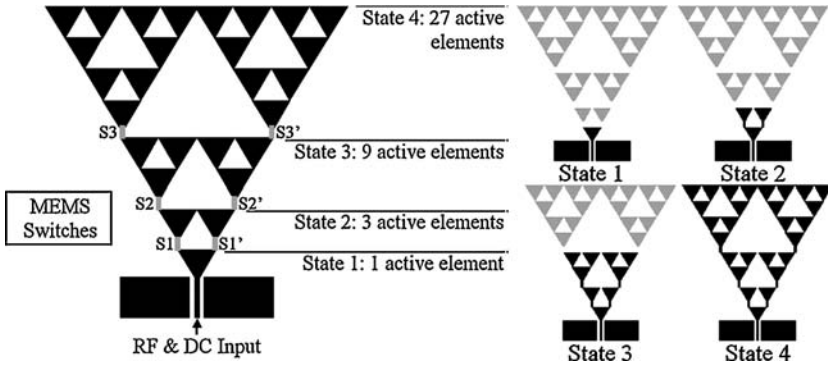 State 4: 27 active
elements
S3
S3'
State 3: 9 active elements
MEMS
Switches
S2
S2'
State 2: 3 active elements
S1
S1'
State 1: 1 active element
RF & DC Input
State 1
State 2
State 3
State 4